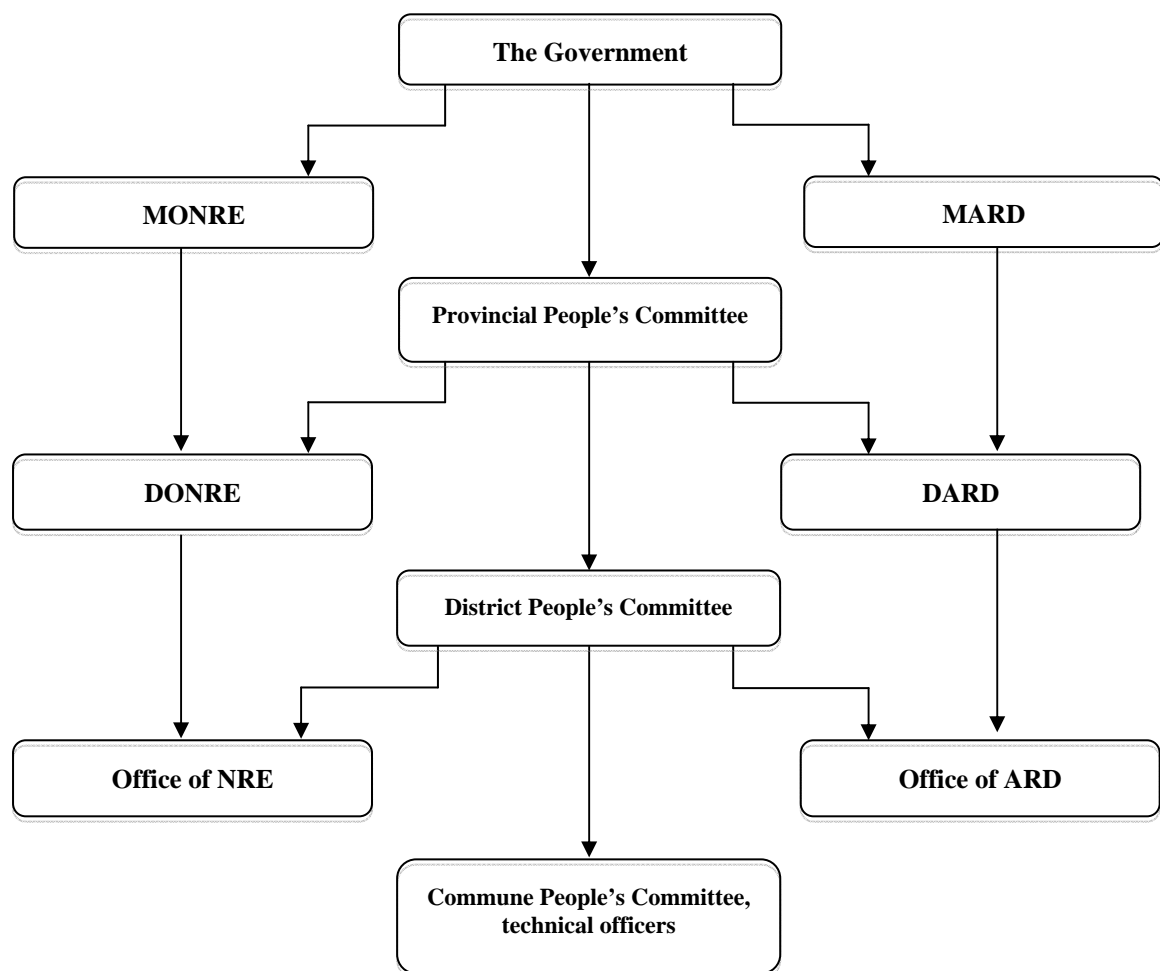 The Government
MONRE
MARD
Provincial People’s Committee
DONRE
DARD
District People’s Committee
Office of NRE
Office of ARD
Commune People’s Committee,
technical officers